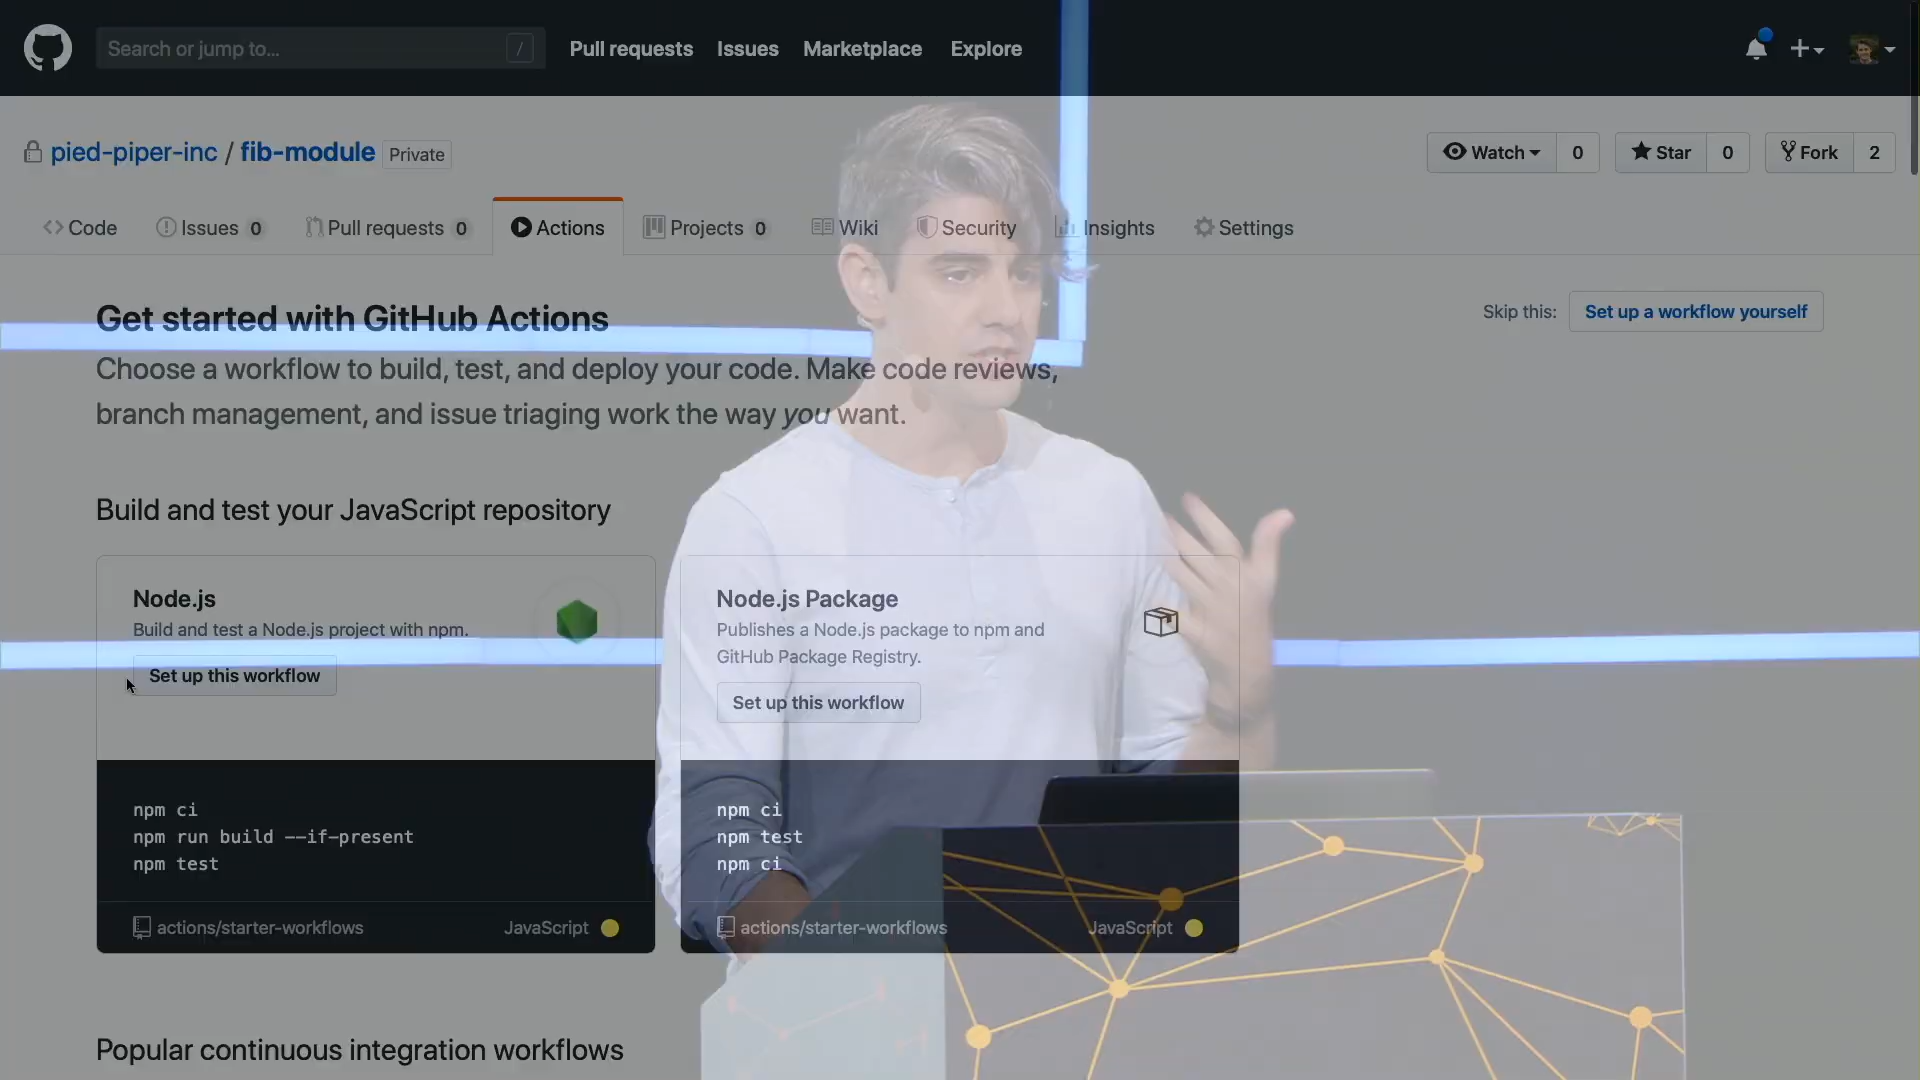 Search or jump to...
/
Pull requests
Issues
Marketplace
Explore
pied-piper-inc / fib-module
Private
Watch
0
Star
0
Fork
2
Code
Issues 0
Pull requests 0
Actions
Projects 0
Wiki
Security
Insights
Settings
Get started with GitHub Actions
Skip this:
Set up a workflow yourself
Choose a workflow to build, test, and deploy your code. Make code reviews,
branch management, and issue triaging work the way you want.
Build and test your JavaScript repository
Node.js
Build and test a Node.js project with npm.
Set up this workflow
npm ci
npm run build --if-present
npm test
actions/starter-workflows
JavaScript
Node.js Package
Publishes a Node.js package to npm and
GitHub Package Registry.
Set up this workflow
npm ci
npm test
npm ci
actions/starter-workflows
JavaScript
Popular continuous integration workflows